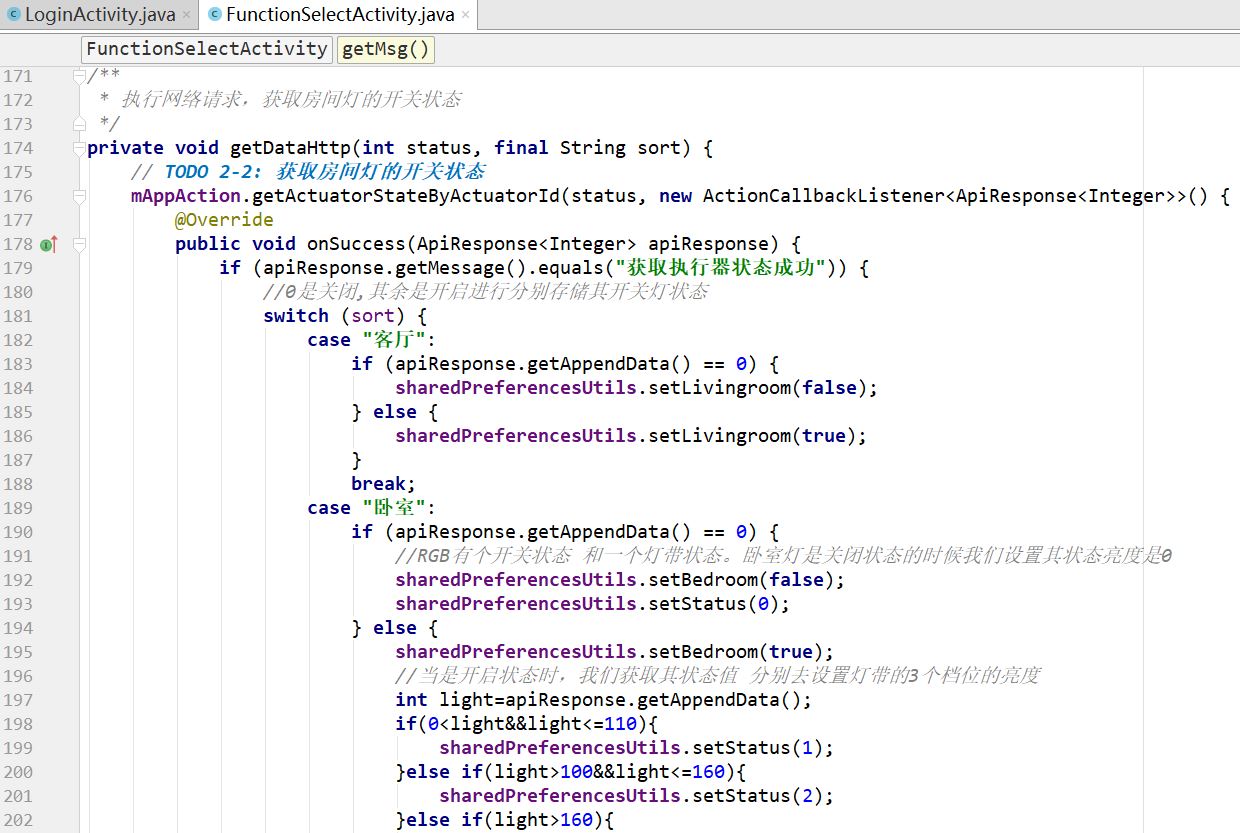 LoginActivity.java × FunctionSelectActivity.java ×
FunctionSelectActivity getMsg()
171 /**
172 * 执行网络请求，获取房间灯的开关状态
173 */
174 private void getDataHttp(int status, final String sort) {
175 // TODO 2-2: 获取房间灯的开关状态
176 mAppAction.getActuatorStateByActuatorId(status, new ActionCallbackListener<ApiResponse<Integer>>() {
177 @Override
178 public void onSuccess(ApiResponse<Integer> apiResponse) {
179 if (apiResponse.getMessage().equals("获取执行器状态成功")) {
180 //0是关闭,其余是开启进行分别存储其开关灯状态
181 switch (sort) {
182 case "客厅":
183 if (apiResponse.getAppendData() == 0) {
184 sharedPreferencesUtils.setLivingroom(false);
185 } else {
186 sharedPreferencesUtils.setLivingroom(true);
187 }
188 break;
189 case "卧室":
190 if (apiResponse.getAppendData() == 0) {
191 //RGB有个开关状态 和一个灯带状态。卧室灯是关闭状态的时候我们设置其状态亮度是0
192 sharedPreferencesUtils.setBedroom(false);
193 sharedPreferencesUtils.setStatus(0);
194 } else {
195 sharedPreferencesUtils.setBedroom(true);
196 //当是开启状态时，我们获取其状态值 分别去设置灯带的3个档位的亮度
197 int light=apiResponse.getAppendData();
198 if(0<light&&light<=110){
199 sharedPreferencesUtils.setStatus(1);
200 }else if(light>100&&light<=160){
201 sharedPreferencesUtils.setStatus(2);
202 }else if(light>160){